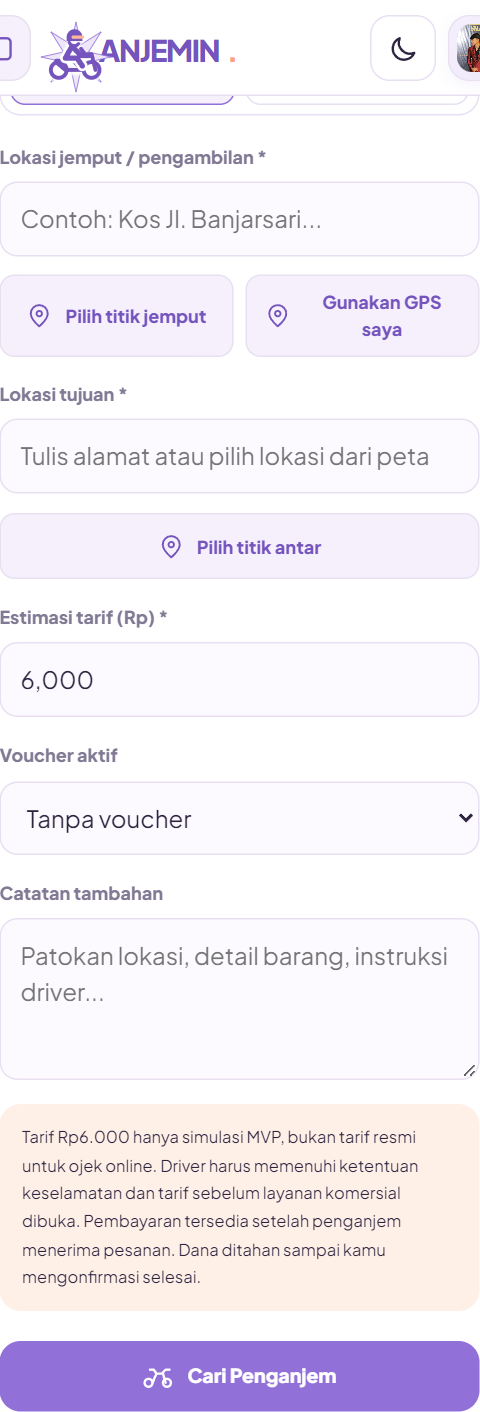 ANJEMIN .
Lokasi jemput / pengambilan *
Contoh: Kos Jl. Banjarsari...
Pilih titik jemput
Gunakan GPS
saya
Lokasi tujuan *
Tulis alamat atau pilih lokasi dari peta
Pilih titik antar
Estimasi tarif (Rp) *
6,000
Voucher aktif
Tanpa voucher
Catatan tambahan
Patokan lokasi, detail barang, instruksi
driver...
Tarif Rp6.000 hanya simulasi MVP, bukan tarif resmi
untuk ojek online. Driver harus memenuhi ketentuan
keselamatan dan tarif sebelum layanan komersial
dibuka. Pembayaran tersedia setelah penganjem
menerima pesanan. Dana ditahan sampai kamu
mengonfirmasi selesai.
Cari Penganjem